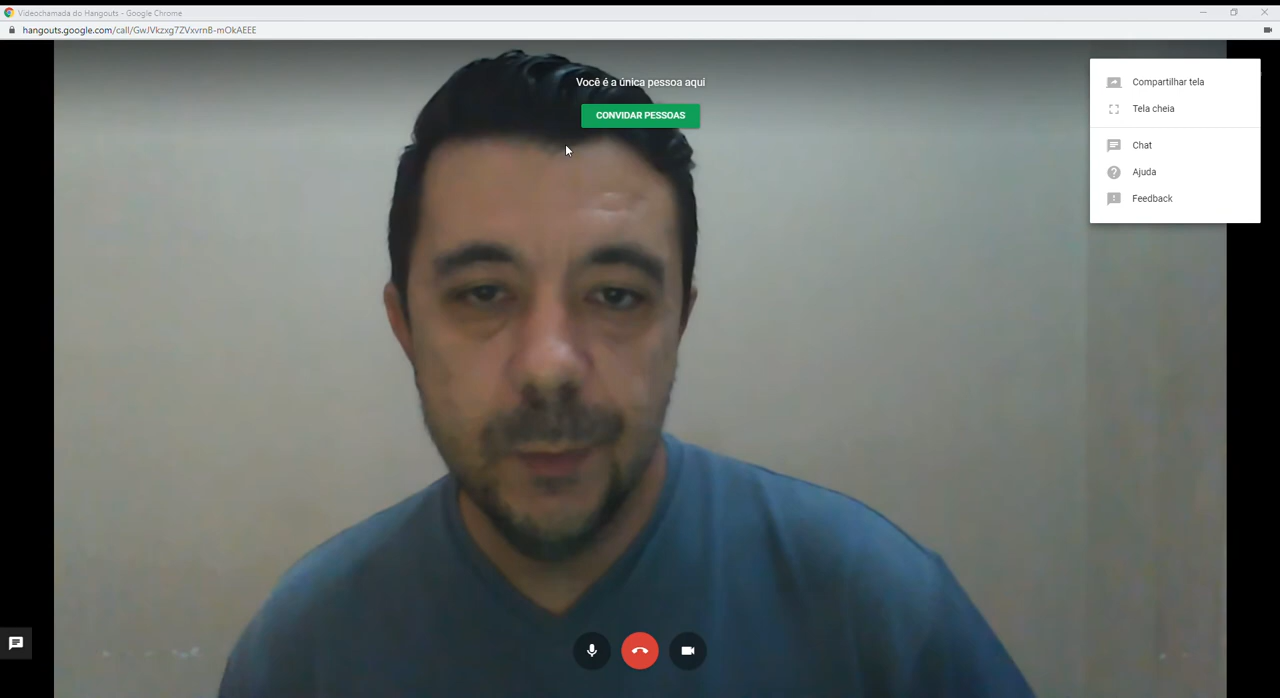 Videochamada do Hangouts - Google Chrome
hangouts.google.com/call/GwJVkzxg7ZVxvrnB-mOkAEEE
Você é a única pessoa aqui
CONVIDAR PESSOAS
Compartilhar tela
Tela cheia
Chat
Ajuda
Feedback